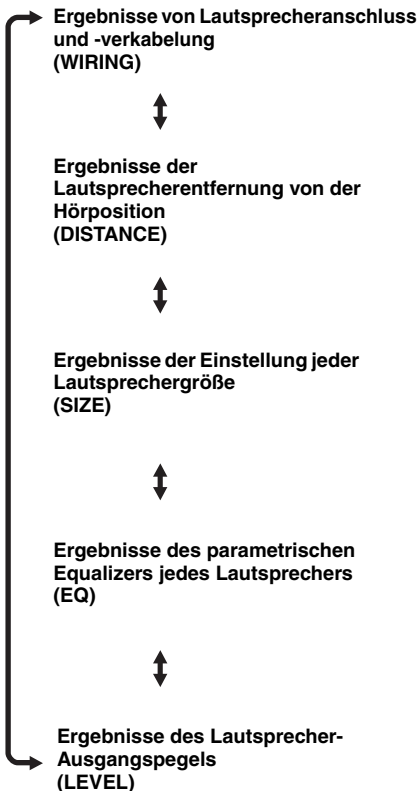 Ergebnisse von Lautsprecheranschluss
und -verkabelung
(WIRING)
Ergebnisse der
Lautsprecherentfernung von der
Hörposition
(DISTANCE)
Ergebnisse der Einstellung jeder
Lautsprechergröße
(SIZE)
Ergebnisse des parametrischen
Equalizers jedes Lautsprechers
(EQ)
Ergebnisse des Lautsprecher-
Ausgangspegels
(LEVEL)